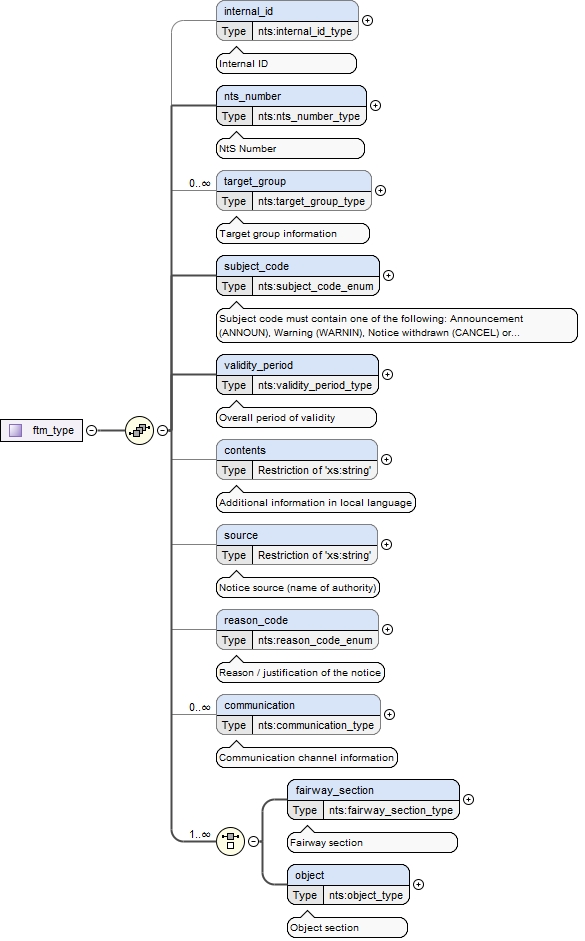 internal_id
Type nts:internal_id_type
Internal ID
nts_number
Type nts:nts_number_type
NtS Number
0..∞
target_group
Type nts:target_group_type
Target group information
subject_code
Type nts:subject_code_enum
Subject code must contain one of the following: Announcement
(ANNOUN), Warning (WARNIN), Notice withdrawn (CANCEL) or...
validity_period
Type nts:validity_period_type
Overall period of validity
ftm_type
contents
Type Restriction of 'xs:string'
Additional information in local language
source
Type Restriction of 'xs:string'
Notice source (name of authority)
reason_code
Type nts:reason_code_enum
Reason / justification of the notice
0..∞
communication
Type nts:communication_type
Communication channel information
1..∞
fairway_section
Type nts:fairway_section_type
Fairway section
object
Type nts:object_type
Object section